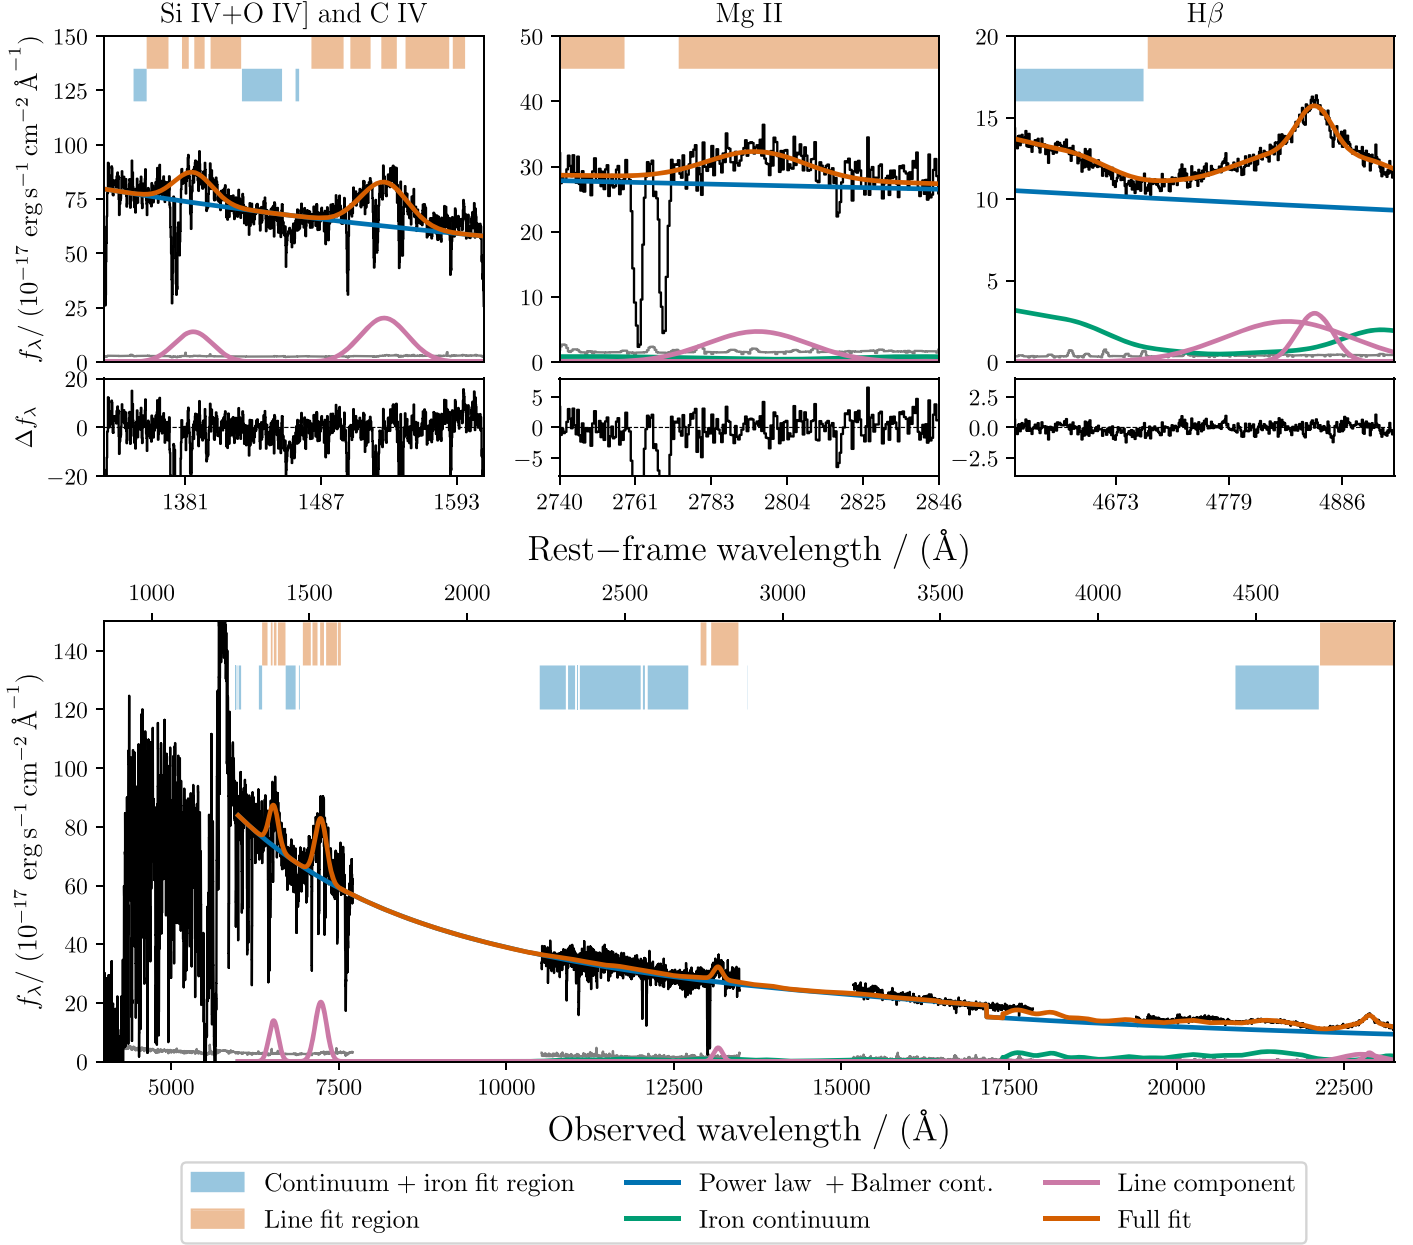 Si IV+O IV] and C IV
Mg II
Hβ
f_λ / (10⁻¹⁷ erg s⁻¹ cm⁻² Å⁻¹)
150
125
100
75
50
25
0
50
40
30
20
10
0
20
15
10
5
0
Δf_λ
20
0
−20
5
0
−5
2.5
0.0
−2.5
1381 1487 1593
2740 2761 2783 2804 2825 2846
4673 4779 4886
Rest−frame wavelength / (Å)
1000 1500 2000 2500 3000 3500 4000 4500
f_λ / (10⁻¹⁷ erg s⁻¹ cm⁻² Å⁻¹)
140
120
100
80
60
40
20
0
5000 7500 10000 12500 15000 17500 20000 22500
Observed wavelength / (Å)
Continuum + iron fit region
Power law + Balmer cont.
Line component
Line fit region
Iron continuum
Full fit